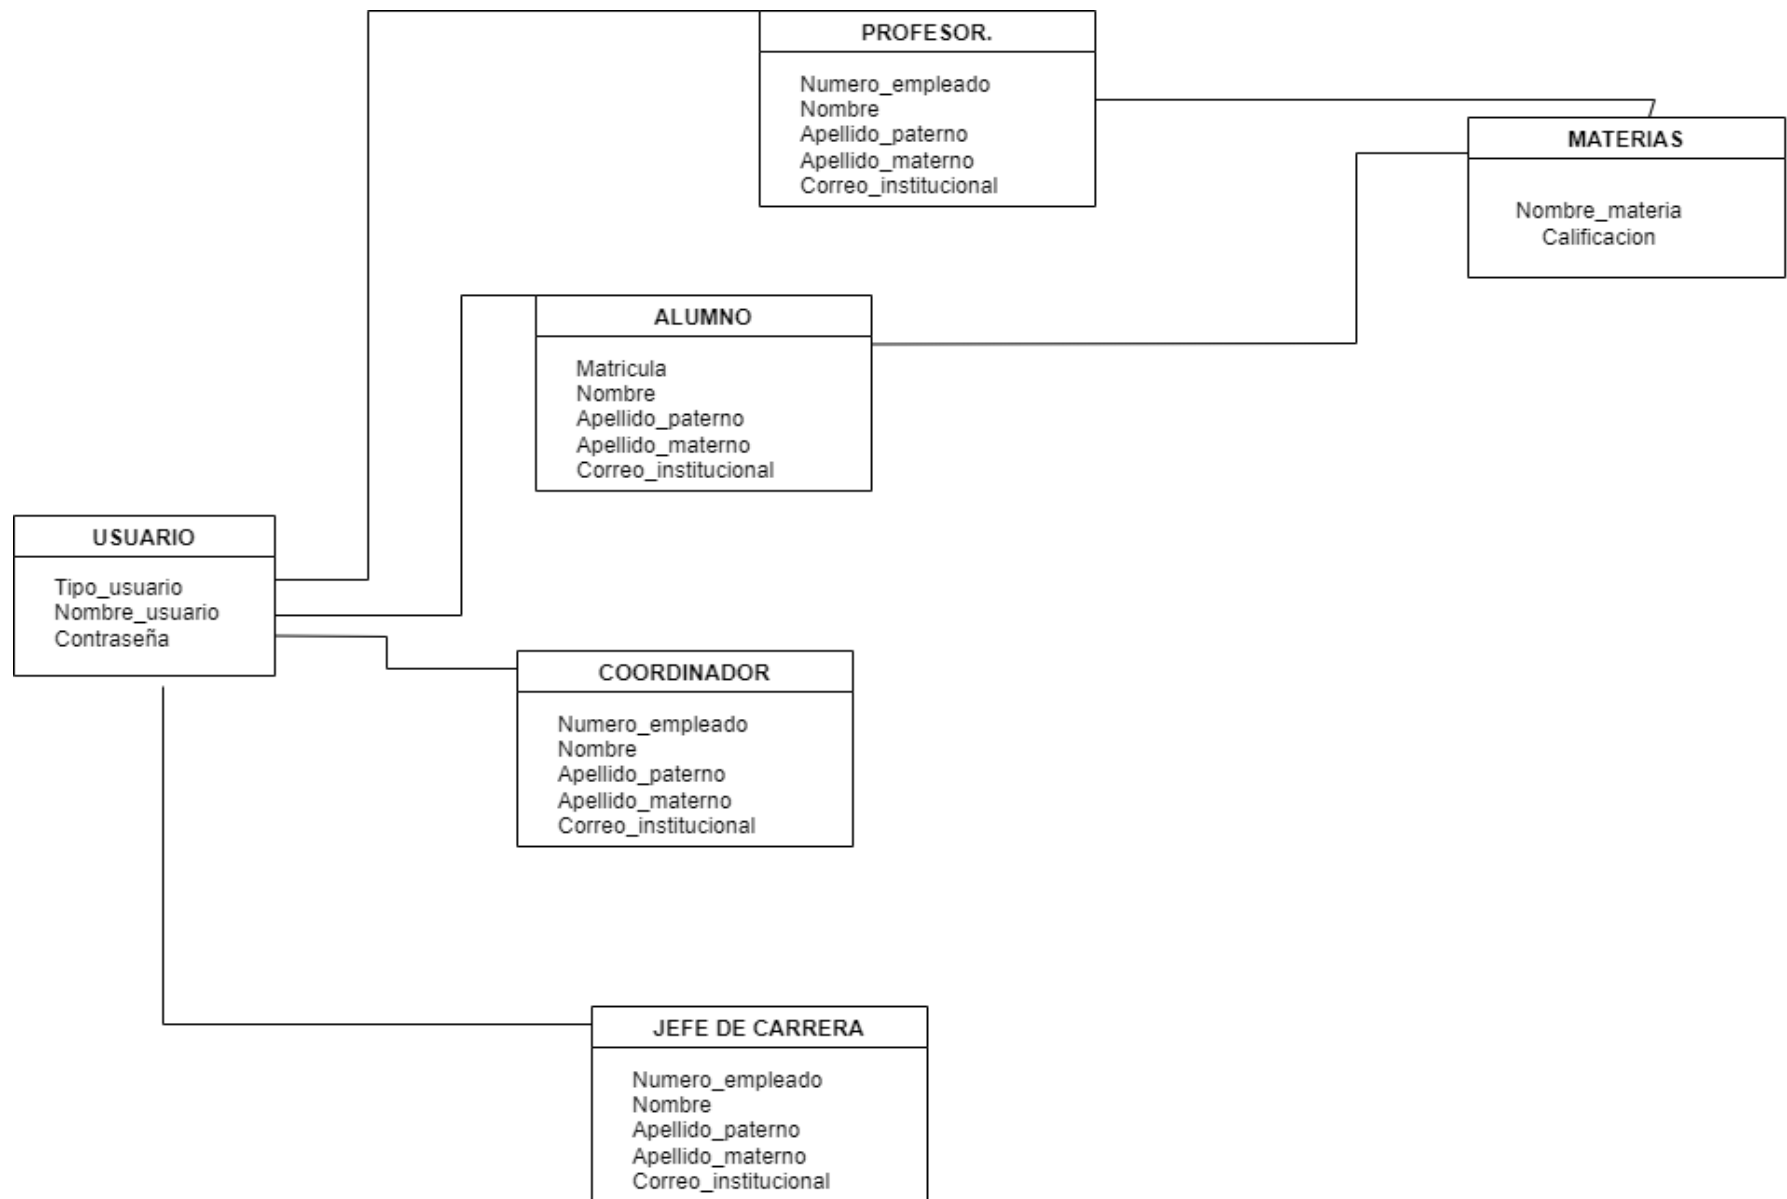 PROFESOR.
Numero_empleado
Nombre
Apellido_paterno
Apellido_materno
Correo_institucional
MATERIAS
Nombre_materia
Calificacion
ALUMNO
Matricula
Nombre
Apellido_paterno
Apellido_materno
Correo_institucional
USUARIO
Tipo_usuario
Nombre_usuario
Contraseña
COORDINADOR
Numero_empleado
Nombre
Apellido_paterno
Apellido_materno
Correo_institucional
JEFE DE CARRERA
Numero_empleado
Nombre
Apellido_paterno
Apellido_materno
Correo_institucional